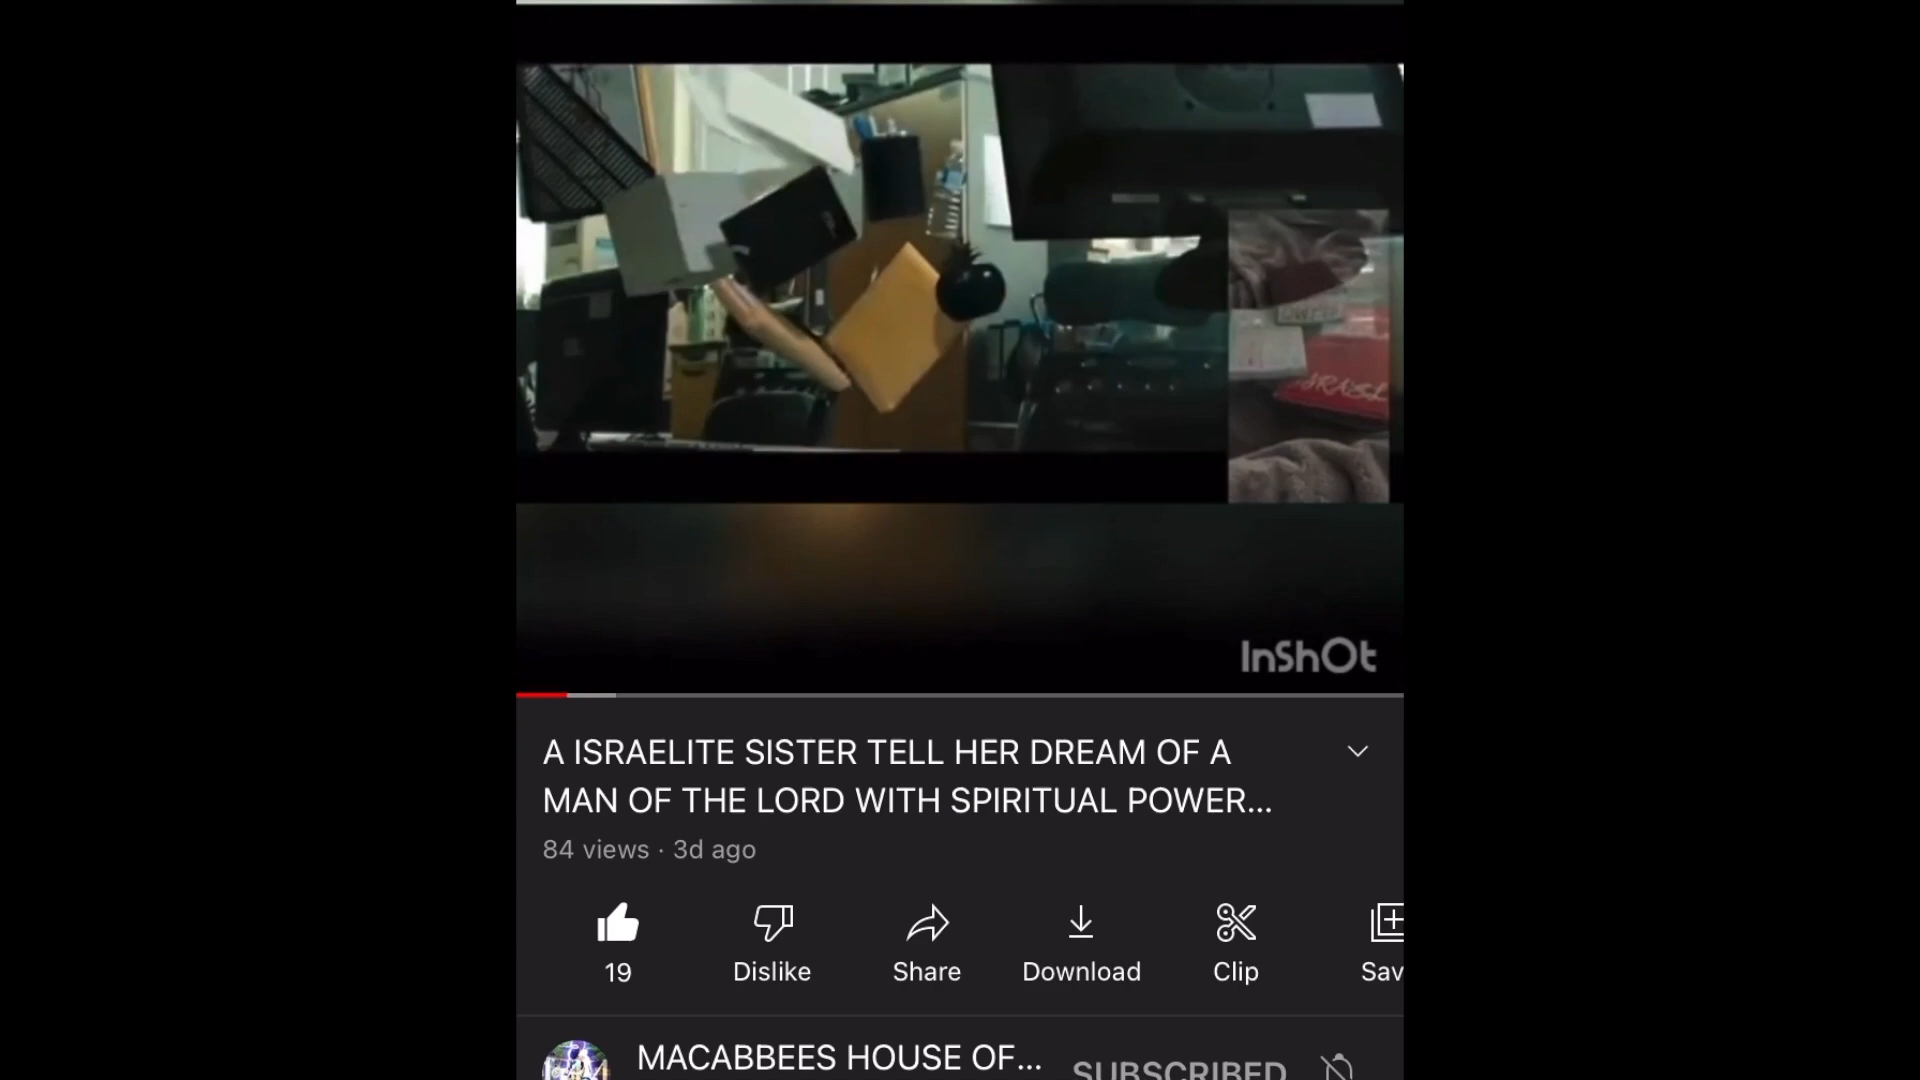 ISRAEL
InShOt
A ISRAELITE SISTER TELL HER DREAM OF A
MAN OF THE LORD WITH SPIRITUAL POWER...
84 views · 3d ago
19
Dislike
Share
Download
Clip
Sav
MACABBEES HOUSE OF...
SUBSCRIBED